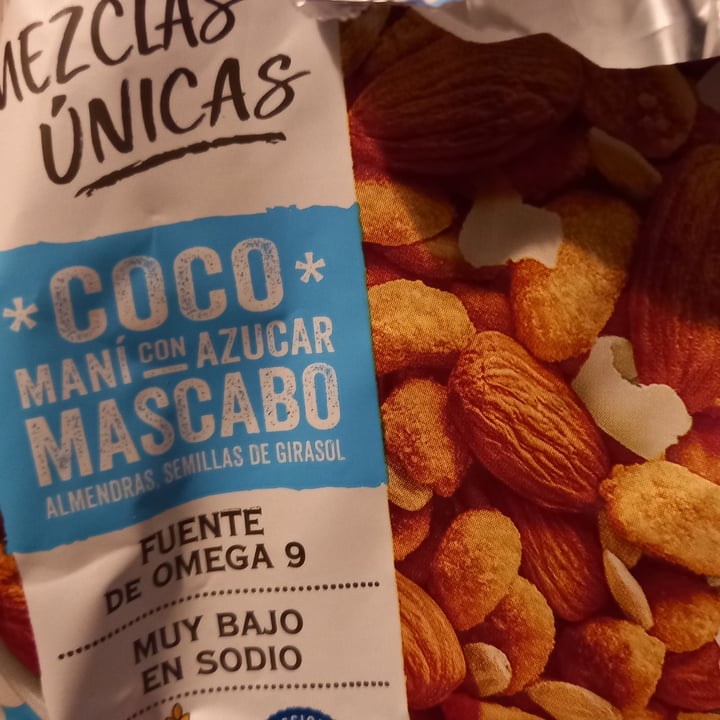 MEZCLAS
ÚNICAS
*COCO*
MANÍ CON AZUCAR
MASCABO
ALMENDRAS, SEMILLAS DE GIRASOL
FUENTE
DE OMEGA 9
MUY BAJO
EN SODIO